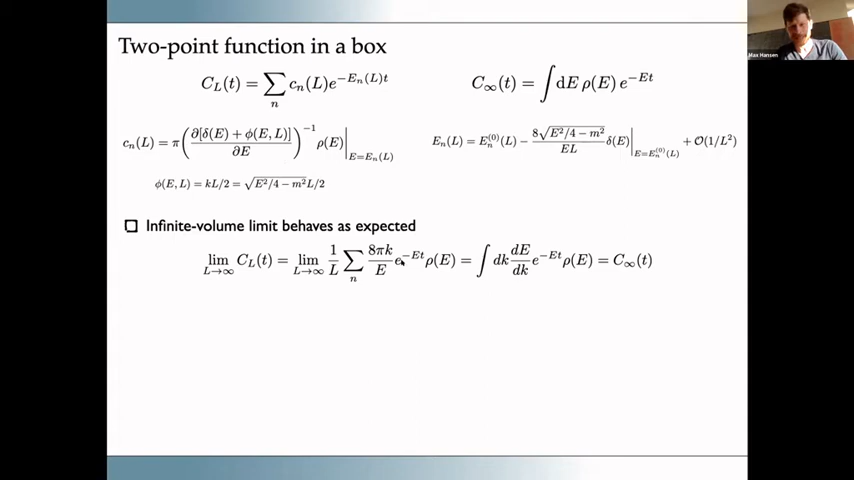 Two-point function in a box
C_L(t) = \sum_n c_n(L) e^{-E_n(L)t}
C_\infty(t) = \int dE \rho(E) e^{-Et}
c_n(L) = \pi \left( \frac{\partial[\delta(E) + \phi(E, L)]}{\partial E} \right)^{-1} \rho(E) \Big|_{E=E_n(L)}
E_n(L) = E_n^{(0)}(L) - \frac{8\sqrt{E^2/4 - m^2}}{EL} \delta(E) \Big|_{E=E_n^{(0)}(L)} + \mathcal{O}(1/L^2)
\phi(E, L) = kL/2 = \sqrt{E^2/4 - m^2} L/2
Infinite-volume limit behaves as expected
\lim_{L\to\infty} C_L(t) = \lim_{L\to\infty} \frac{1}{L} \sum_n \frac{8\pi k}{E} e^{-Et} \rho(E) = \int dk \frac{dE}{dk} e^{-Et} \rho(E) = C_\infty(t)
Max Hansen